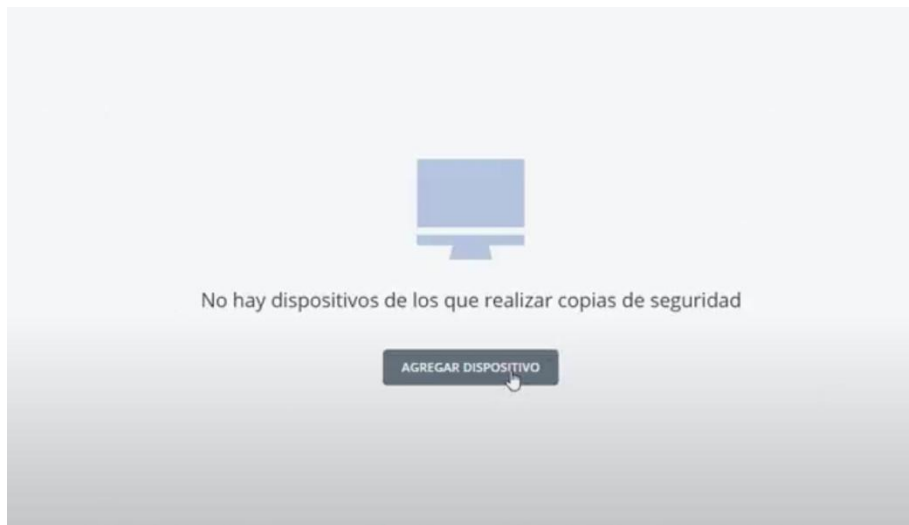 No hay dispositivos de los que realizar copias de seguridad
AGREGAR DISPOSITIVO